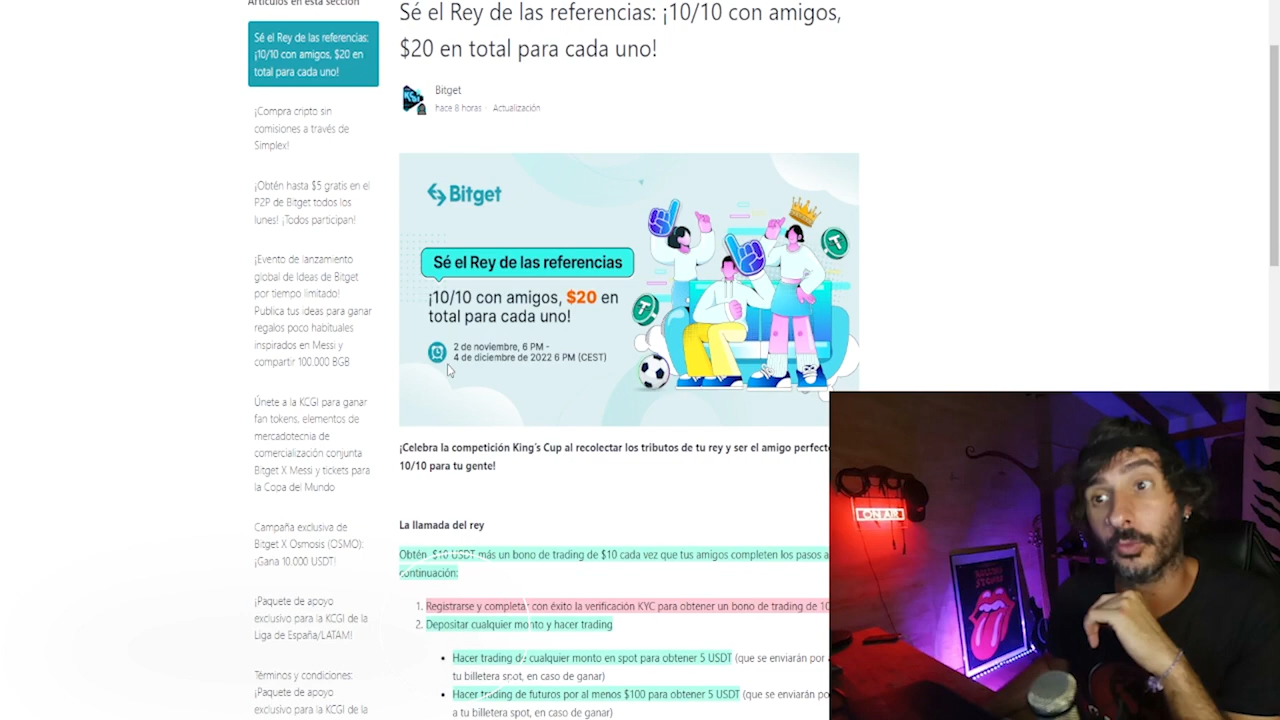 Artículos en esta sección
Sé el Rey de las referencias:
¡10/10 con amigos, $20 en
total para cada uno!
¡Compra cripto sin
comisiones a través de
Simplex!
¡Obtén hasta $5 gratis en el
P2P de Bitget todos los
lunes! ¡Todos participan!
¡Evento de lanzamiento
global de Ideas de Bitget
por tiempo limitado!
Publica tus ideas para ganar
regalos poco habituales
inspirados en Messi y
compartir 100.000 BGB
Únete a la KCGI para ganar
fan tokens, elementos de
mercadotecnia de
comercialización conjunta
Bitget X Messi y tickets para
la Copa del Mundo
Campaña exclusiva de
Bitget X Osmosis (OSMO):
¡Gana 10.000 USDT!
¡Paquete de apoyo
exclusivo para la KCGI de la
Liga de España/LATAM!
Términos y condiciones:
¡Paquete de apoyo
exclusivo para la KCGI de la
Sé el Rey de las referencias: ¡10/10 con amigos,
$20 en total para cada uno!
Bitget
hace 8 horas · Actualización
Bitget
Sé el Rey de las referencias
¡10/10 con amigos, $20 en
total para cada uno!
2 de noviembre, 6 PM -
4 de diciembre de 2022 6 PM (CEST)
¡Celebra la competición King's Cup al recolectar los tributos de tu rey y ser el amigo perfecto
10/10 para tu gente!
La llamada del rey
Obtén $10 USDT más un bono de trading de $10 cada vez que tus amigos completen los pasos a
continuación:
1. Registrarse y completar con éxito la verificación KYC para obtener un bono de trading de 10
2. Depositar cualquier monto y hacer trading
• Hacer trading de cualquier monto en spot para obtener 5 USDT (que se enviarán por
tu billetera spot, en caso de ganar)
• Hacer trading de futuros por al menos $100 para obtener 5 USDT (que se enviarán por
a tu billetera spot, en caso de ganar)
ON AIR